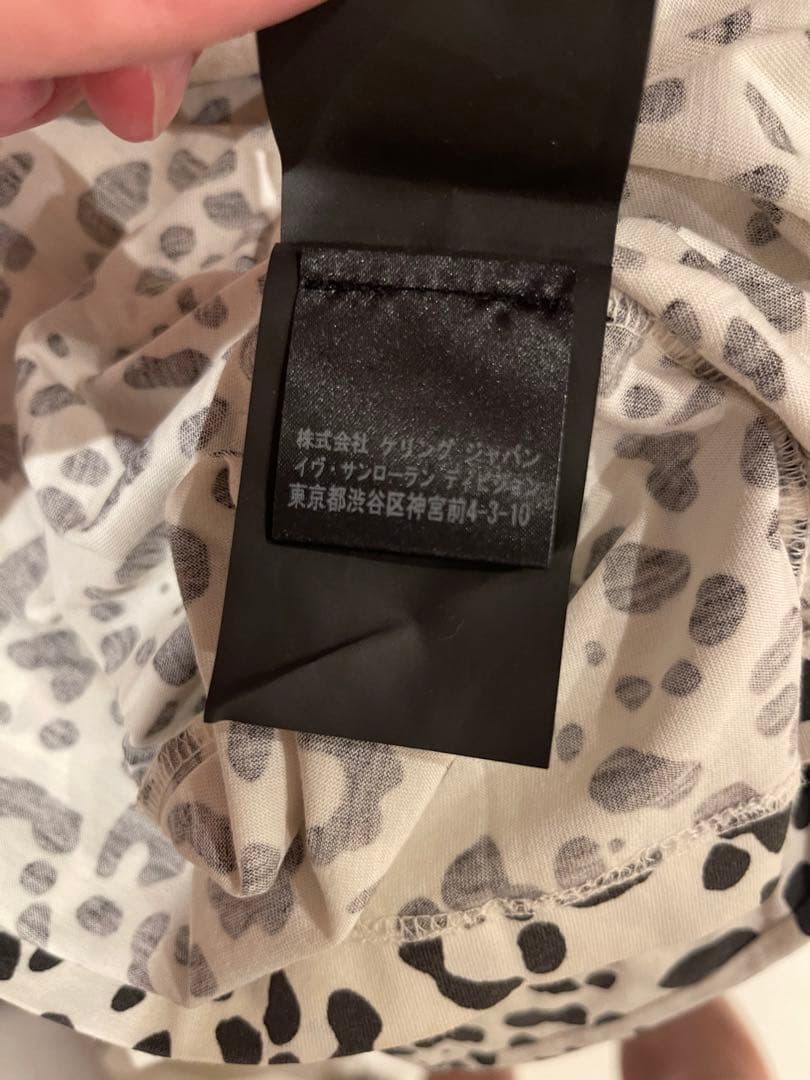 株式会社 ケリング ジャパン
イヴ・サンローラン ディビジョン
東京都渋谷区神宮前4-3-10